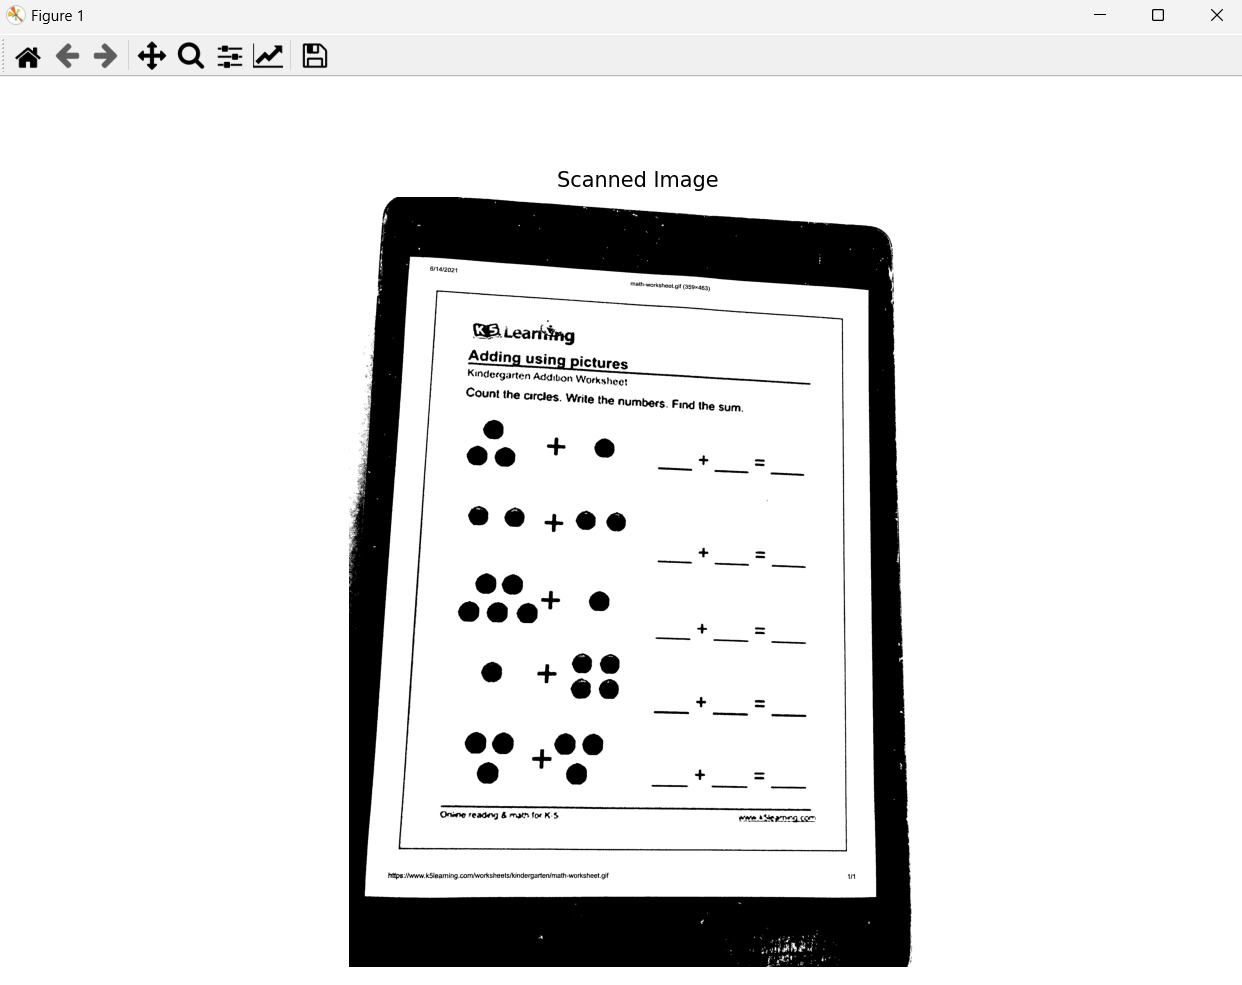 Figure 1
Scanned Image
6/14/2021
math-worksheet.gif (359×463)
K5 Learning
Adding using pictures
Kindergarten Addition Worksheet
Count the circles. Write the numbers. Find the sum.
+ ___ + ___ = ___
+ ___ + ___ = ___
+ ___ + ___ = ___
+ ___ + ___ = ___
+ ___ + ___ = ___
Online reading & math for K-5
www.k5learning.com
https://www.k5learning.com/worksheets/kindergarten/math-worksheet.gif
1/1